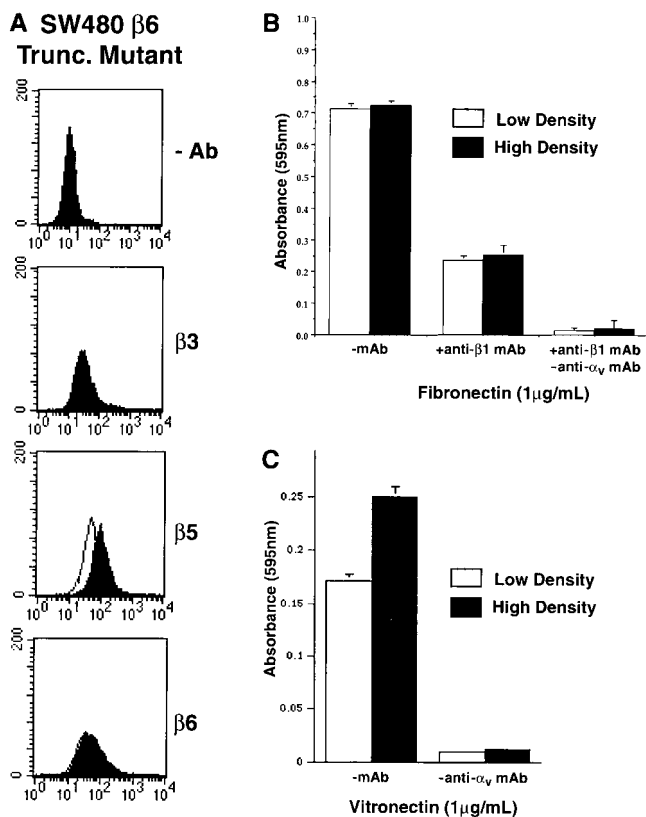 A SW480 β6
Trunc. Mutant
200
0
10⁰ 10¹ 10² 10³ 10⁴
- Ab
200
0
10⁰ 10¹ 10² 10³ 10⁴
β3
200
0
10⁰ 10¹ 10² 10³ 10⁴
β5
200
0
10⁰ 10¹ 10² 10³ 10⁴
β6
B
1.0
0.9
0.8
0.7
0.6
0.5
0.4
0.3
0.2
0.1
0.0
Absorbance (595nm)
Low Density
High Density
-mAb
+anti-β1 mAb
+anti-β1 mAb
-anti-αv mAb
Fibronectin (1μg/mL)
C
0.25
0.2
0.15
0.1
0.05
0
Absorbance (595nm)
Low Density
High Density
-mAb
-anti-αv mAb
Vitronectin (1μg/mL)